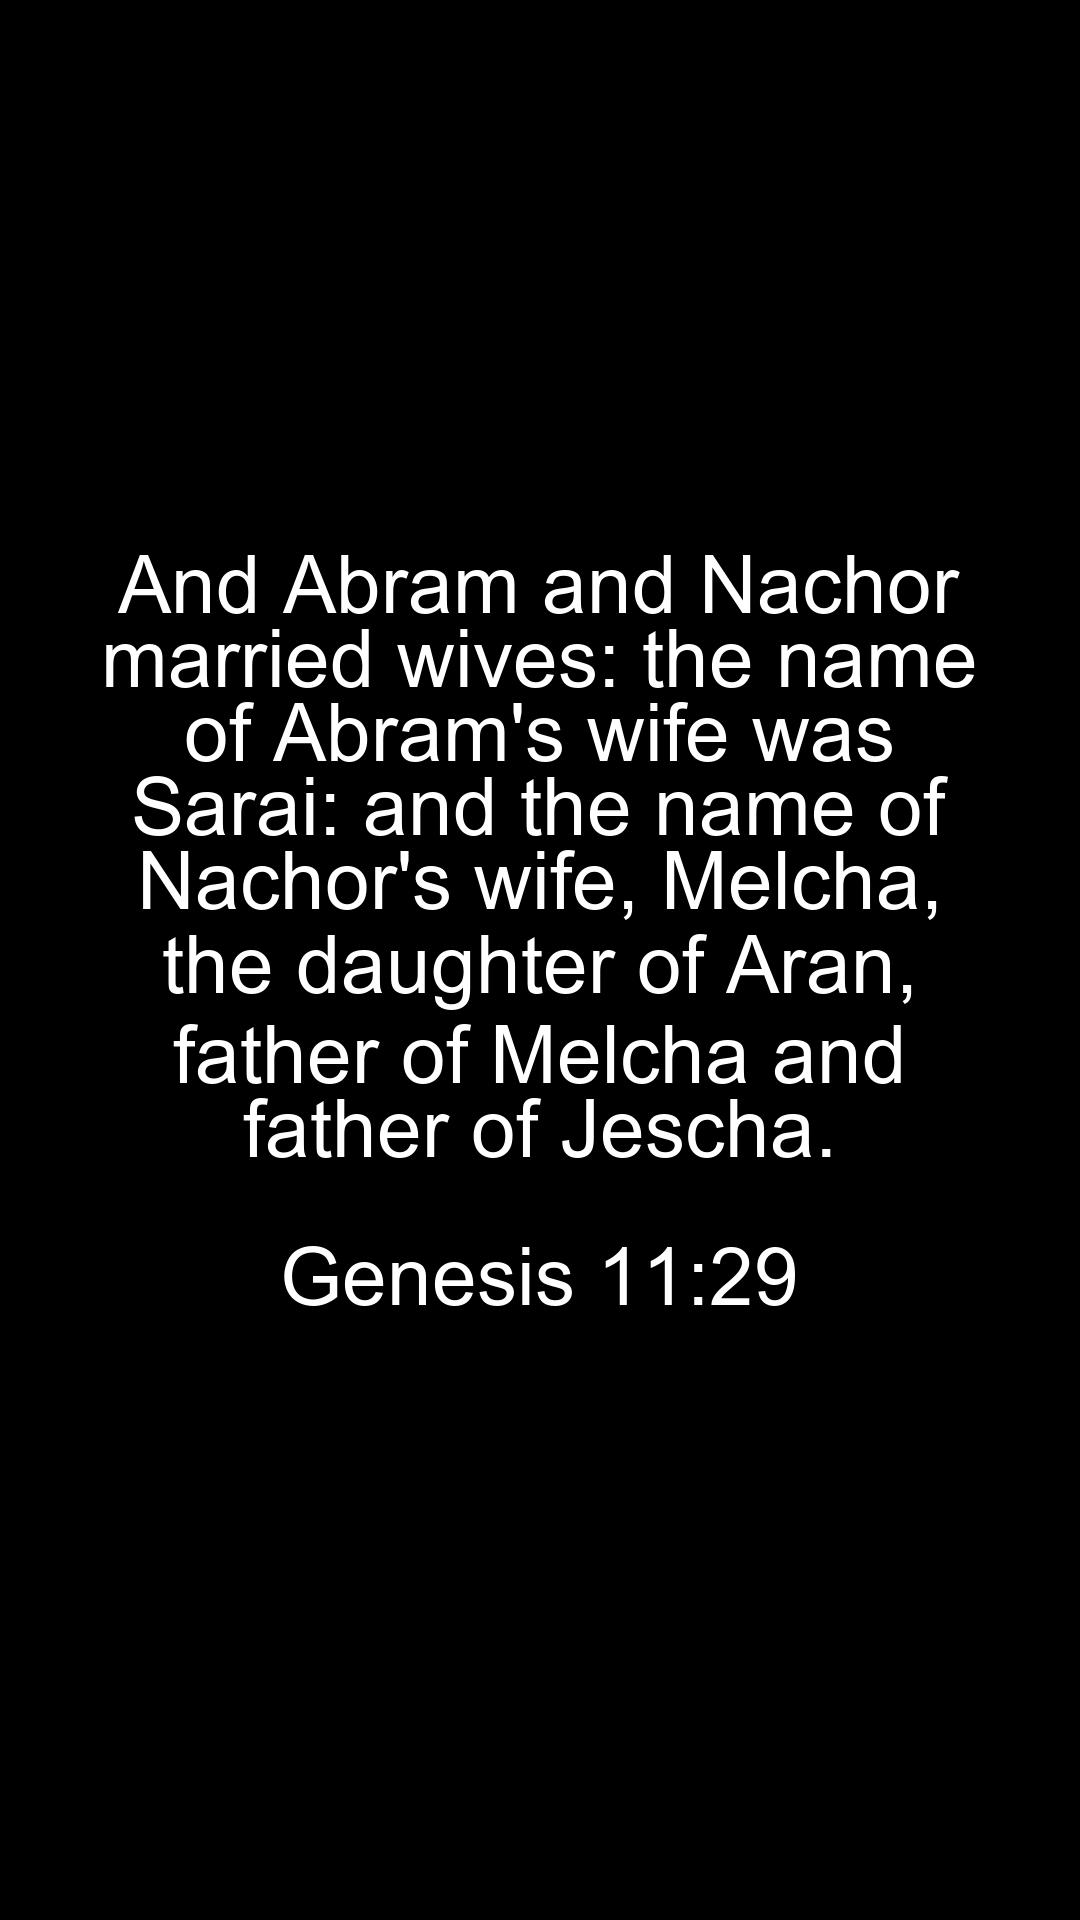 And Abram and Nachor
married wives: the name
of Abram's wife was
Sarai: and the name of
Nachor's wife, Melcha,
the daughter of Aran,
father of Melcha and
father of Jescha.
Genesis 11:29